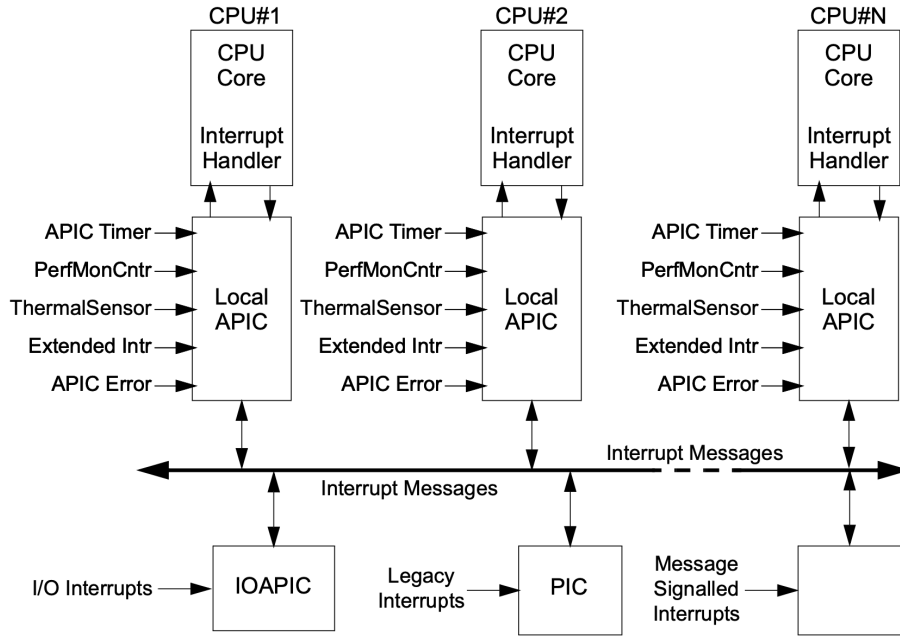 CPU#1
CPU#2
CPU#N
CPU
Core
CPU
Core
CPU
Core
Interrupt
Handler
Interrupt
Handler
Interrupt
Handler
APIC Timer
PerfMonCntr
ThermalSensor
Extended Intr
APIC Error
Local
APIC
APIC Timer
PerfMonCntr
ThermalSensor
Extended Intr
APIC Error
Local
APIC
APIC Timer
PerfMonCntr
ThermalSensor
Extended Intr
APIC Error
Local
APIC
Interrupt Messages
Interrupt Messages
I/O Interrupts
IOAPIC
Legacy
Interrupts
PIC
Message
Signalled
Interrupts